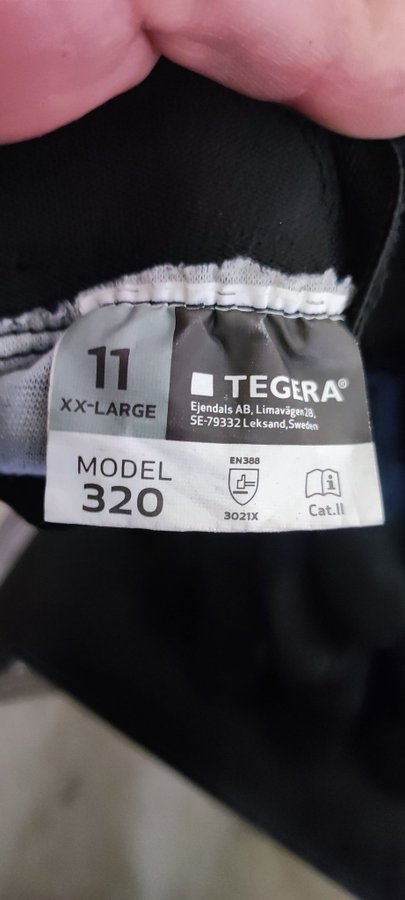 11
XX-LARGE
TEGERA®
Ejendals AB, Limavägen 28,
SE-79332 Leksand, Sweden
MODEL
320
EN388
3021X
i
Cat.II